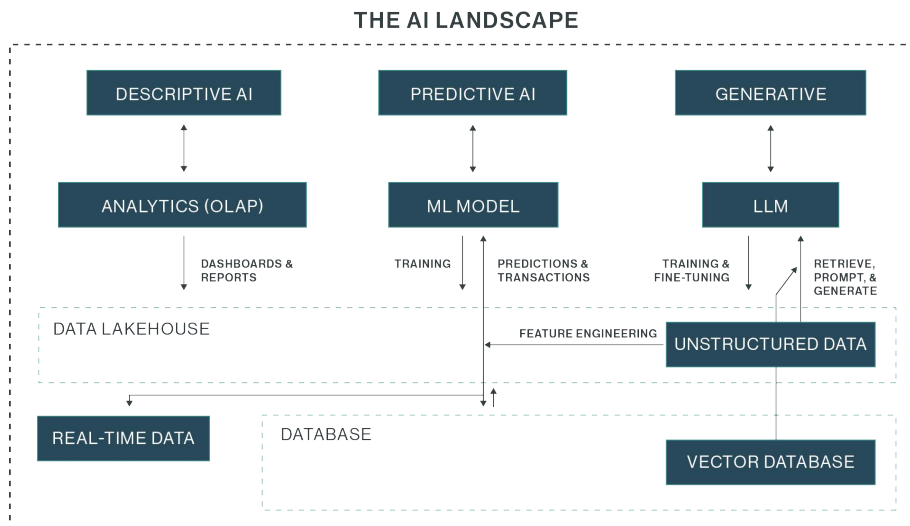 THE AI LANDSCAPE
DESCRIPTIVE AI
PREDICTIVE AI
GENERATIVE
ANALYTICS (OLAP)
ML MODEL
LLM
DASHBOARDS &
REPORTS
TRAINING
PREDICTIONS &
TRANSACTIONS
TRAINING &
FINE-TUNING
RETRIEVE,
PROMPT, &
GENERATE
DATA LAKEHOUSE
FEATURE ENGINEERING
UNSTRUCTURED DATA
REAL-TIME DATA
DATABASE
VECTOR DATABASE